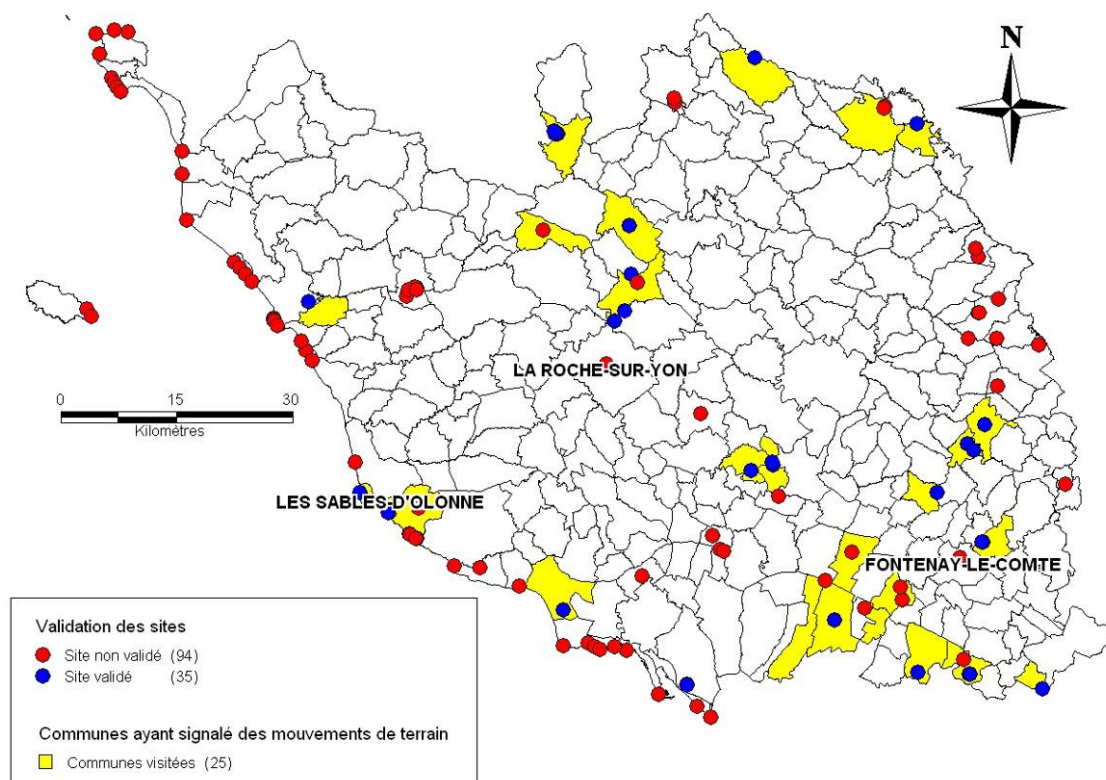 N
LA ROCHE-SUR-YON
0 15 30
Kilomètres
LES SABLES-D'OLONNE
FONTENAY-LE-COMTE
Validation des sites
Site non validé (94)
Site validé (35)
Communes ayant signalé des mouvements de terrain
Communes visitées (25)